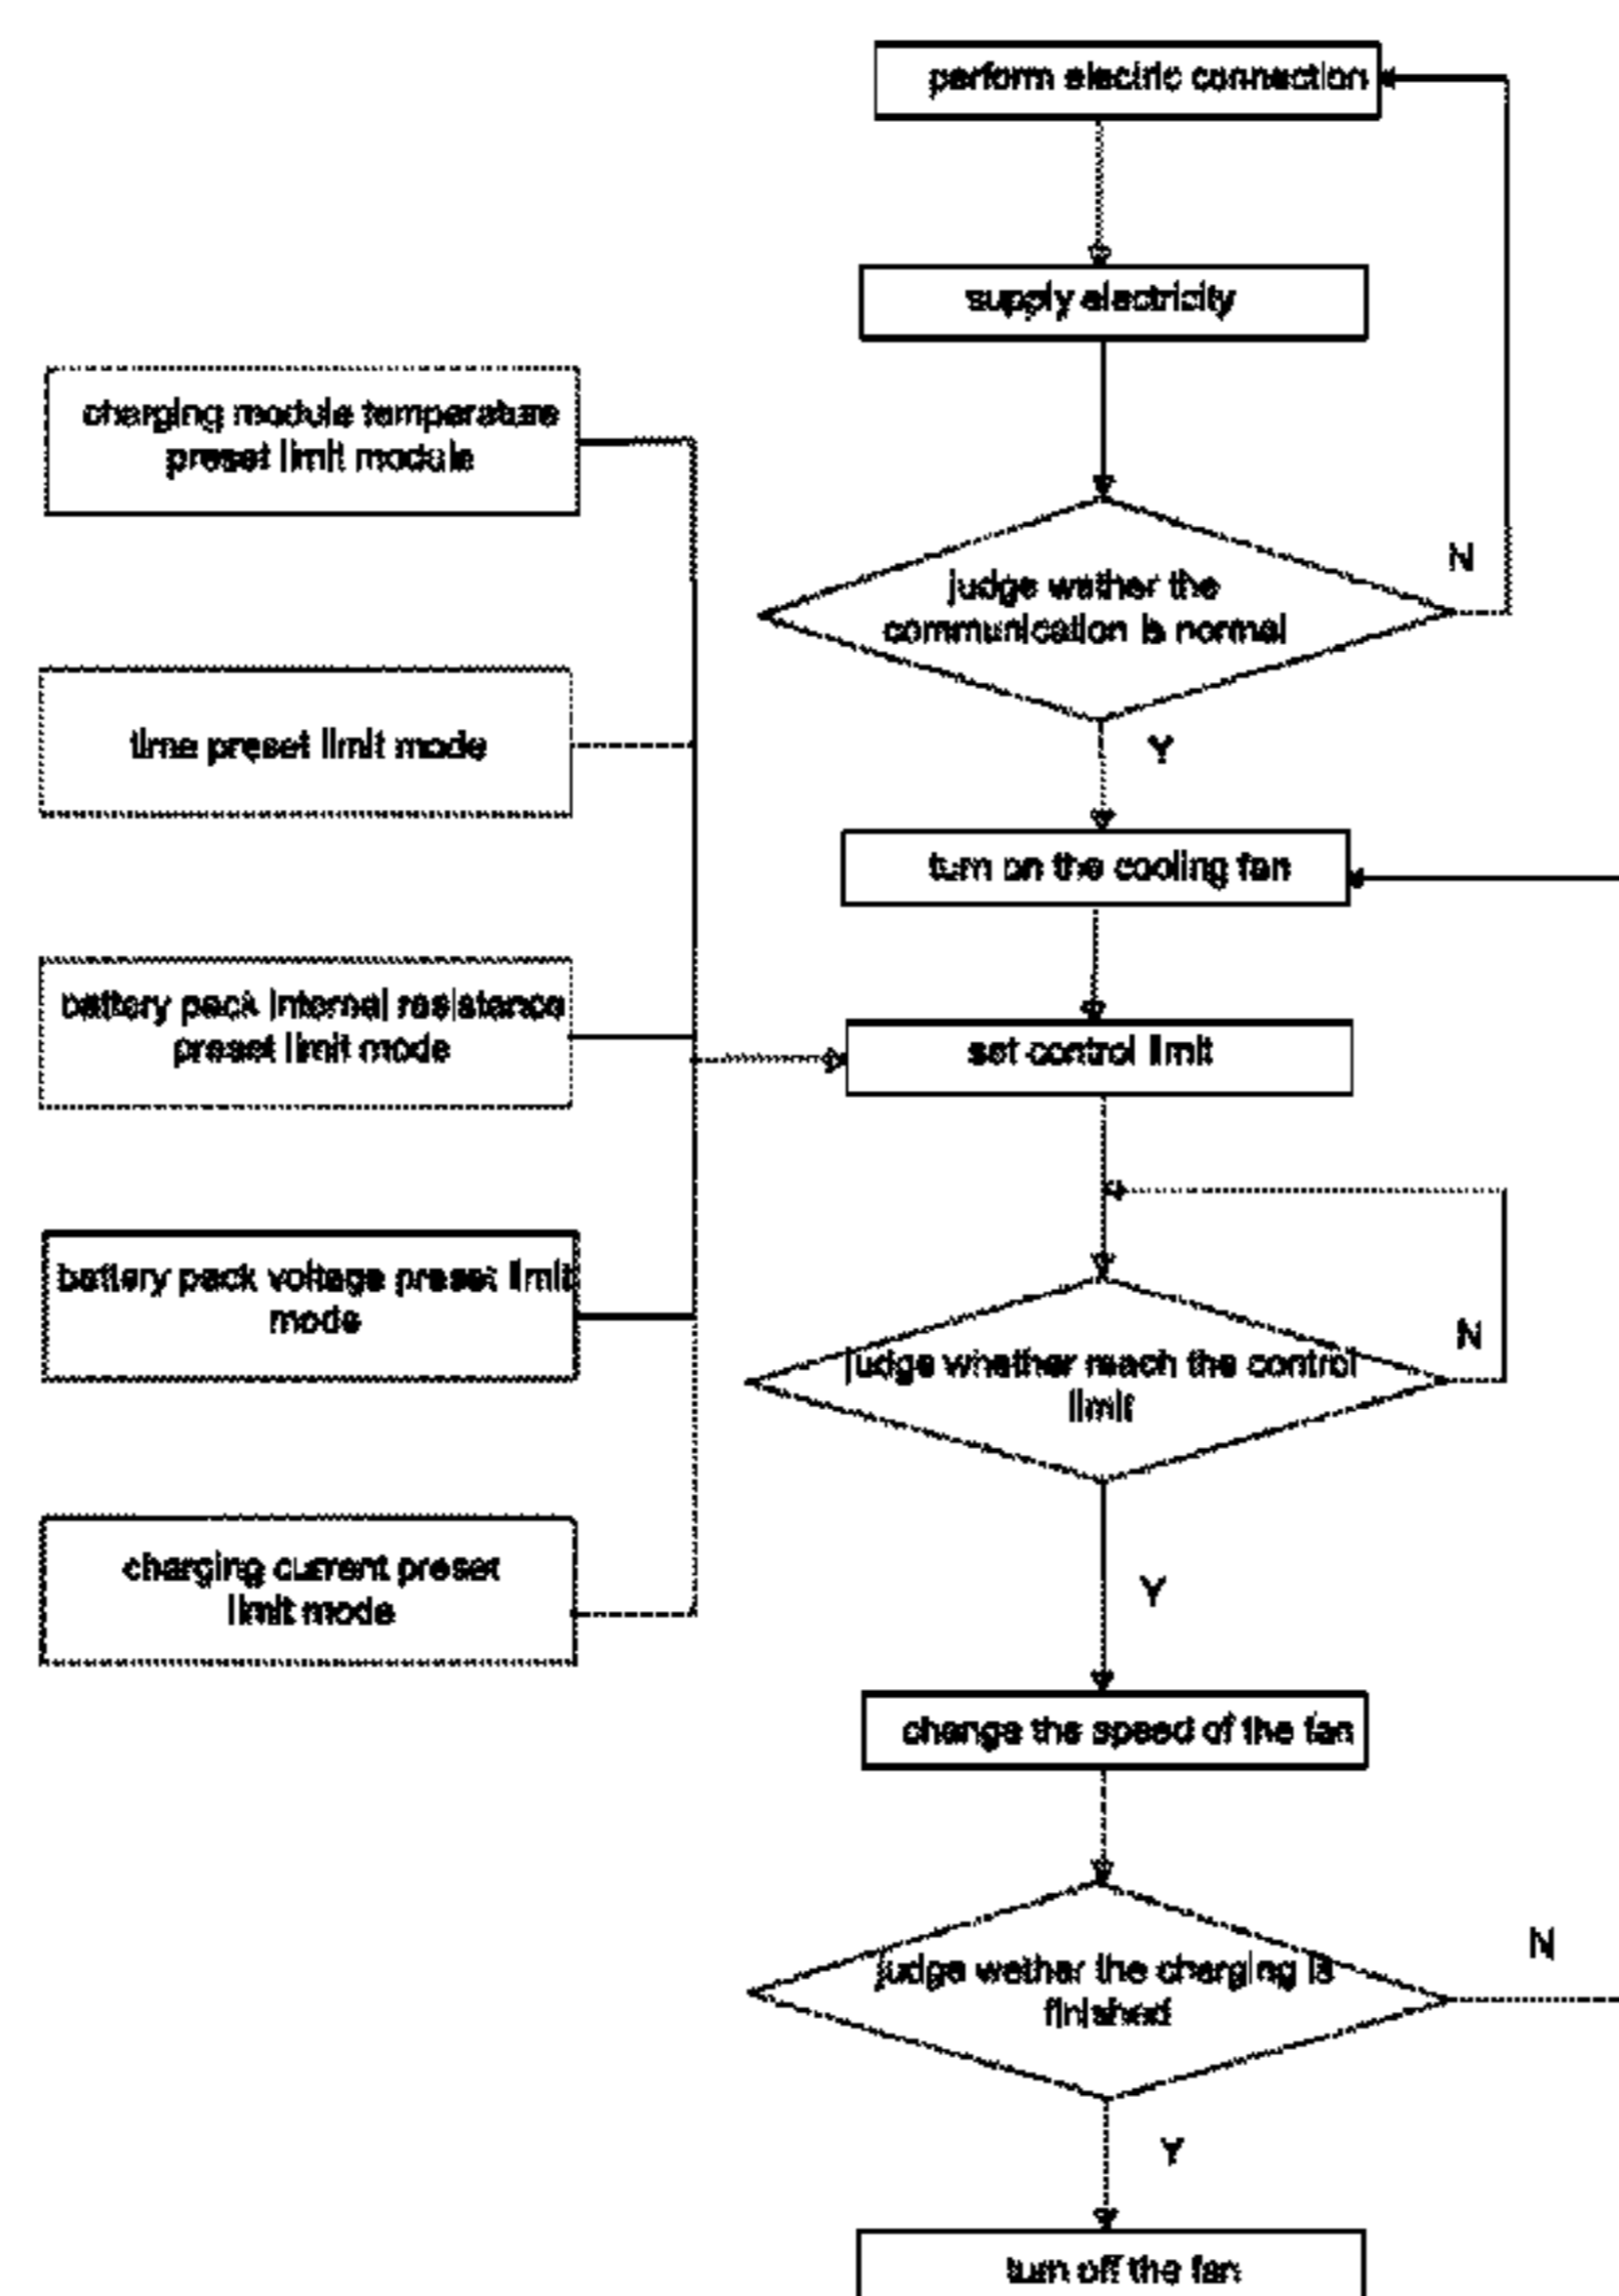 perform electric connection
supply electricity
charging module temperature
preset limit module
judge wether the
communication is normal
N
Y
time preset limit mode
turn on the cooling fan
battery pack internal resistance
preset limit mode
set control limit
battery pack voltage preset limit
mode
judge whether reach the control
limit
N
charging current preset
limit mode
Y
change the speed of the fan
judge wether the charging is
finished
N
Y
turn off the fan